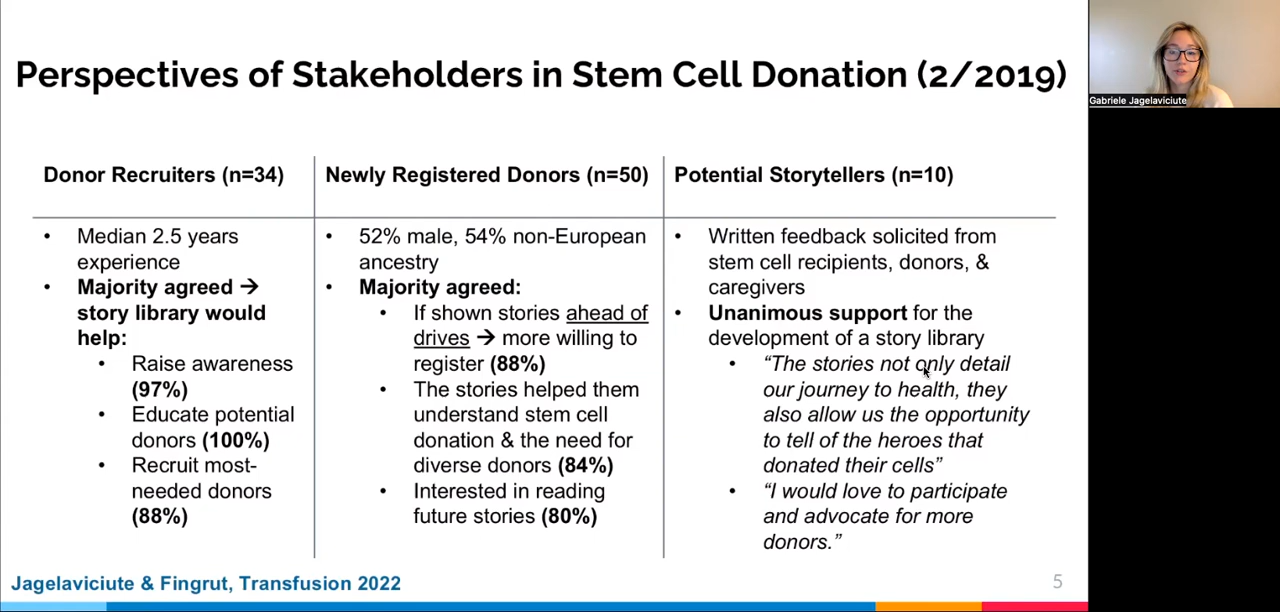 Perspectives of Stakeholders in Stem Cell Donation (2/2019)
Gabriele Jagelaviciute
Donor Recruiters (n=34)
• Median 2.5 years
experience
• Majority agreed →
story library would
help:
• Raise awareness
(97%)
• Educate potential
donors (100%)
• Recruit most-
needed donors
(88%)
Newly Registered Donors (n=50)
• 52% male, 54% non-European
ancestry
• Majority agreed:
• If shown stories ahead of
drives → more willing to
register (88%)
• The stories helped them
understand stem cell
donation & the need for
diverse donors (84%)
• Interested in reading
future stories (80%)
Potential Storytellers (n=10)
• Written feedback solicited from
stem cell recipients, donors, &
caregivers
• Unanimous support for the
development of a story library
• “The stories not only detail
our journey to health, they
also allow us the opportunity
to tell of the heroes that
donated their cells”
• “I would love to participate
and advocate for more
donors.”
Jagelaviciute & Fingrut, Transfusion 2022
5